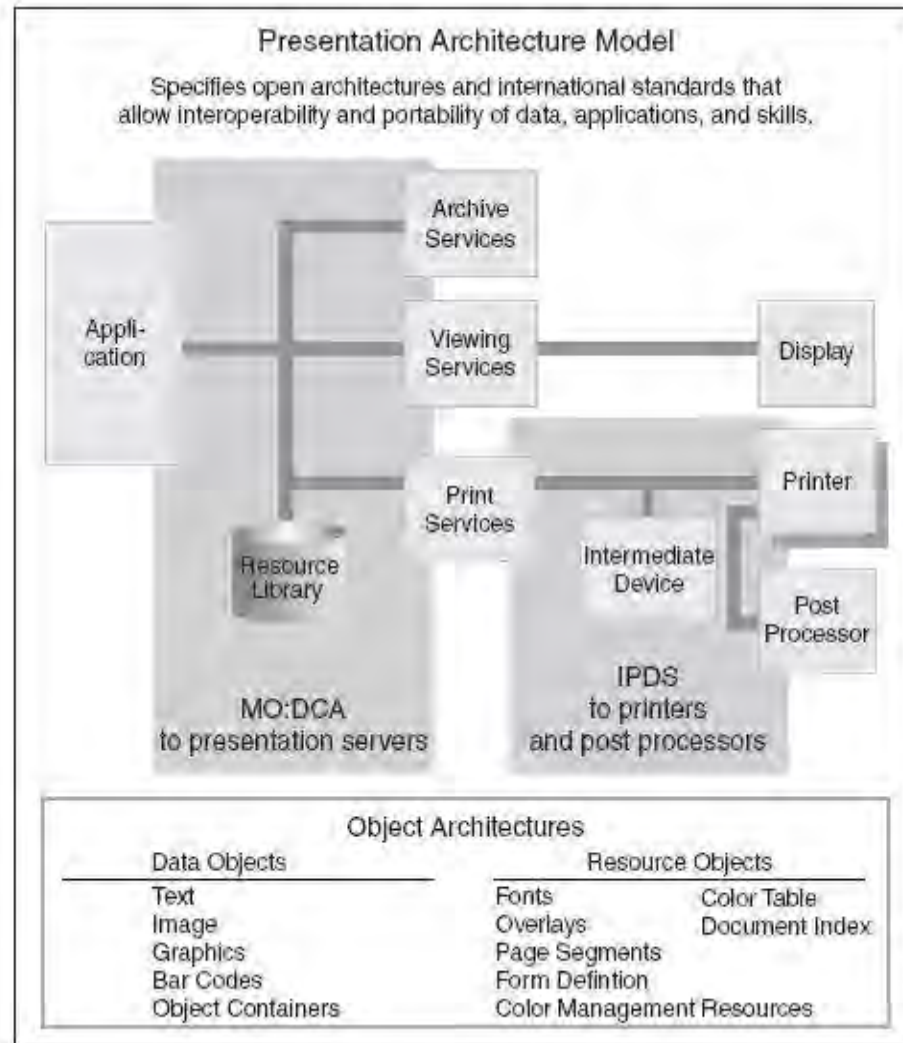 Presentation Architecture Model
Specifies open architectures and international standards that
allow interoperability and portability of data, applications, and skills.
Archive
Services
Appli-
cation
Viewing
Services
Display
Print
Services
Printer
Resource
Library
Intermediate
Device
Post
Processor
MO:DCA
to presentation servers
IPDS
to printers
and post processors
Object Architectures
Data Objects
Text
Image
Graphics
Bar Codes
Object Containers
Resource Objects
Fonts
Overlays
Page Segments
Form Defintion
Color Management Resources
Color Table
Document Index